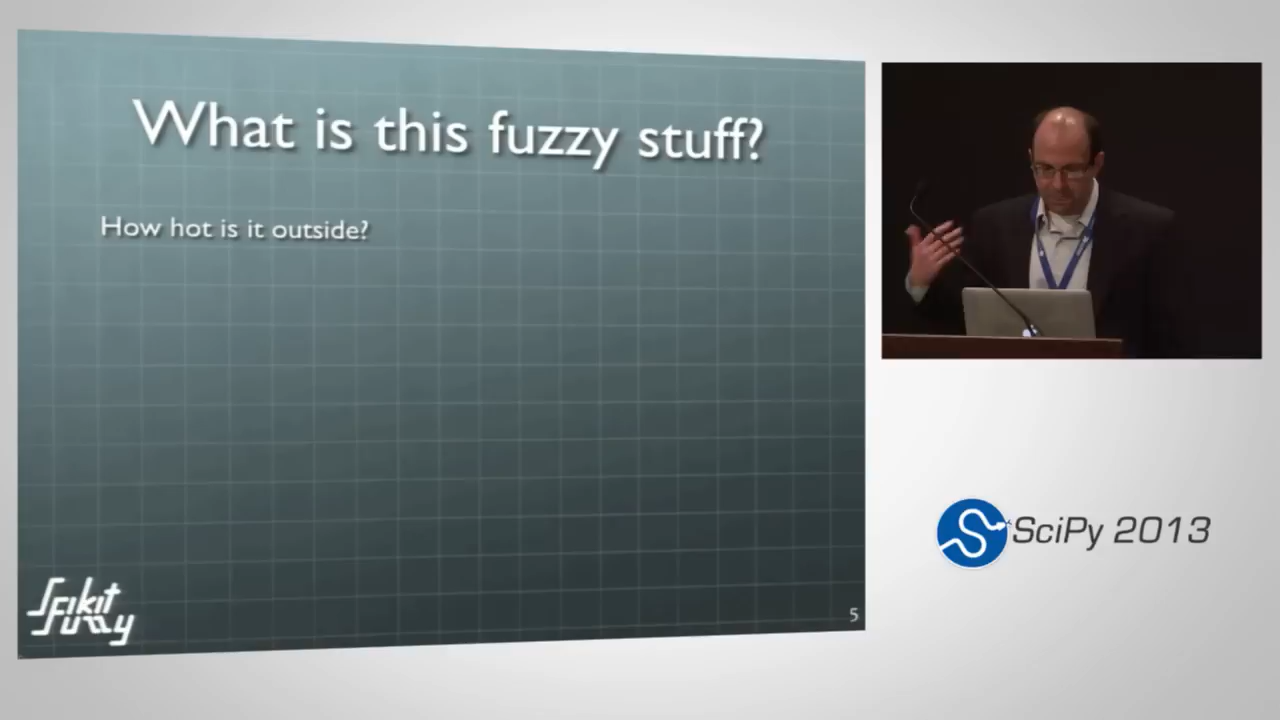 What is this fuzzy stuff?
How hot is it outside?
Scikit
Fuzzy
5
SciPy 2013